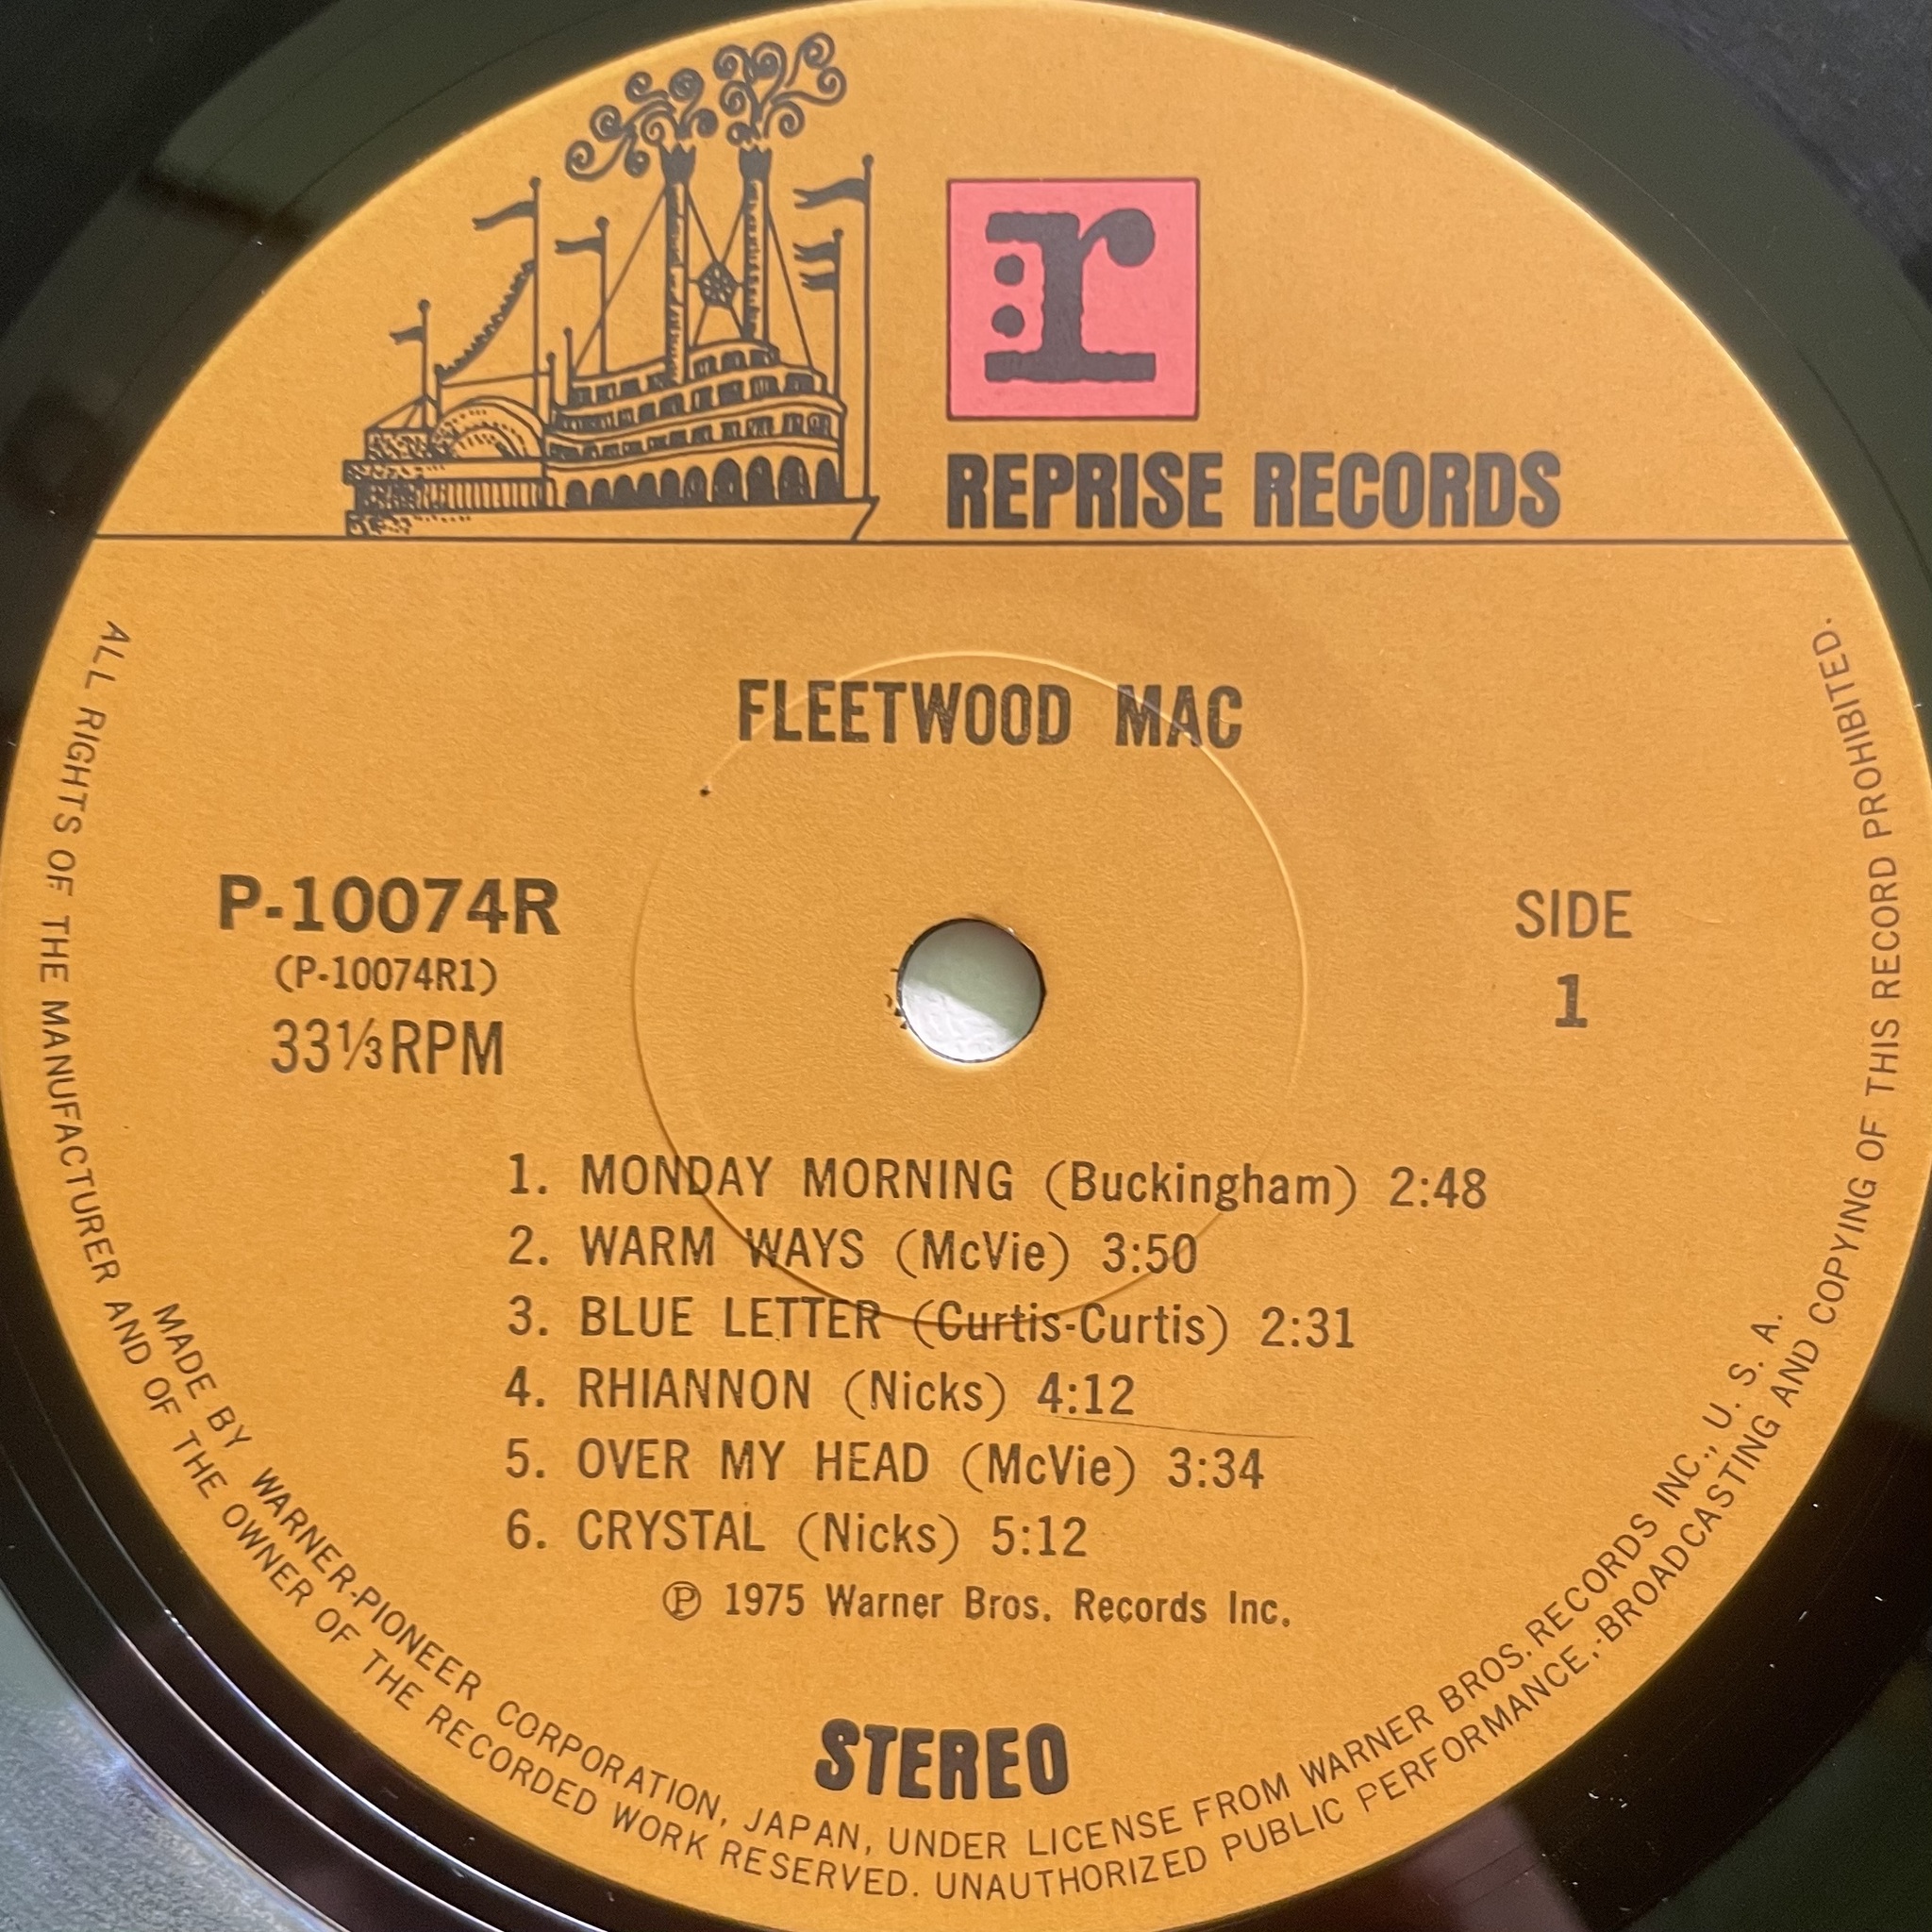 r
REPRISE RECORDS
FLEETWOOD MAC
P-10074R
(P-10074R1)
33⅓RPM
SIDE
1
1. MONDAY MORNING (Buckingham) 2:48
2. WARM WAYS (McVie) 3:50
3. BLUE LETTER (Curtis-Curtis) 2:31
4. RHIANNON (Nicks) 4:12
5. OVER MY HEAD (McVie) 3:34
6. CRYSTAL (Nicks) 5:12
℗ 1975 Warner Bros. Records Inc.
STEREO
MADE BY WARNER-PIONEER CORPORATION, JAPAN, UNDER LICENSE FROM WARNER BROS. RECORDS INC., U. S. A.
ALL RIGHTS OF THE MANUFACTURER AND OF THE OWNER OF THE RECORDED WORK RESERVED. UNAUTHORIZED PUBLIC PERFORMANCE, BROADCASTING AND COPYING OF THIS RECORD PROHIBITED.